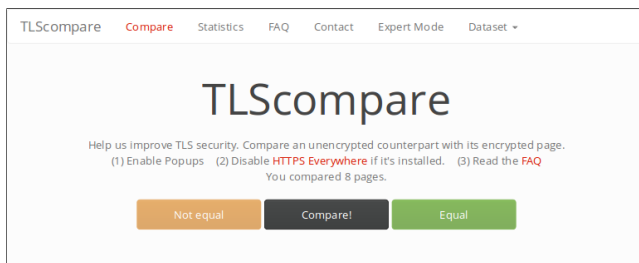 TLScompare Compare Statistics FAQ Contact Expert Mode Dataset
TLScompare
Help us improve TLS security. Compare an unencrypted counterpart with its encrypted page.
(1) Enable Popups (2) Disable HTTPS Everywhere if it's installed. (3) Read the FAQ
You compared 8 pages.
Not equal Compare! Equal